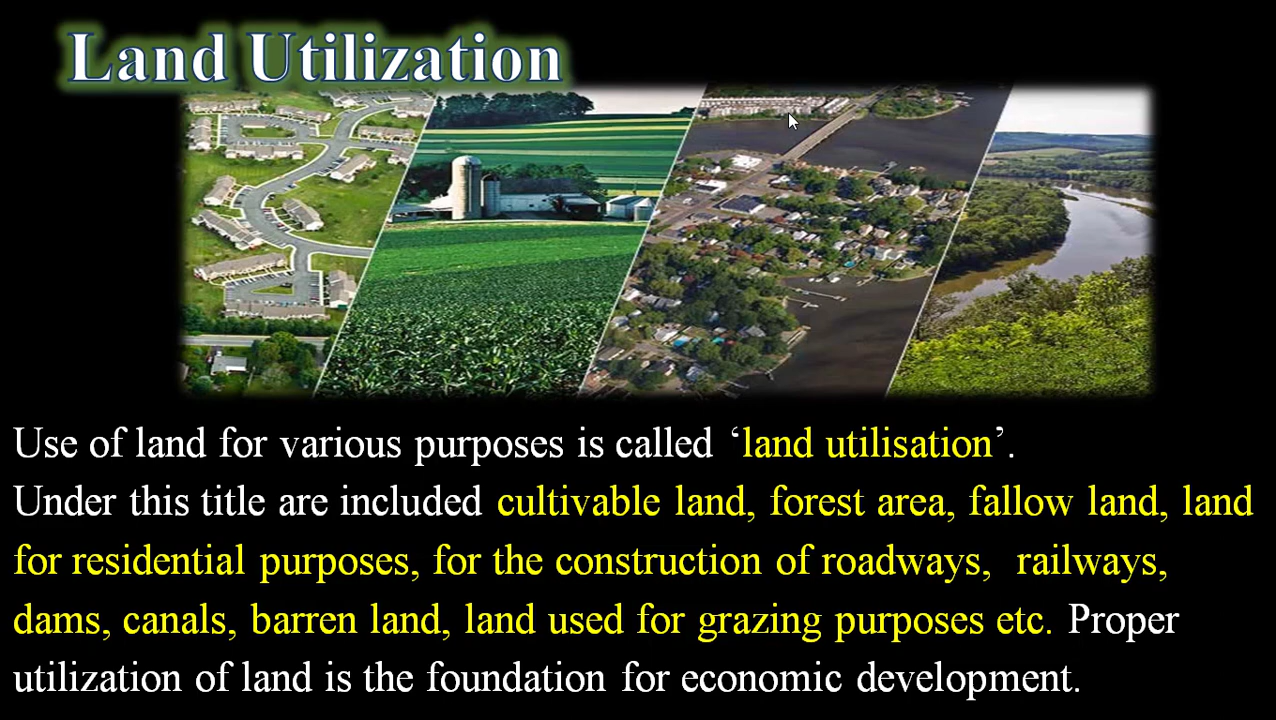 Land Utilization
Use of land for various purposes is called ‘land utilisation’.
Under this title are included cultivable land, forest area, fallow land, land
for residential purposes, for the construction of roadways, railways,
dams, canals, barren land, land used for grazing purposes etc. Proper
utilization of land is the foundation for economic development.